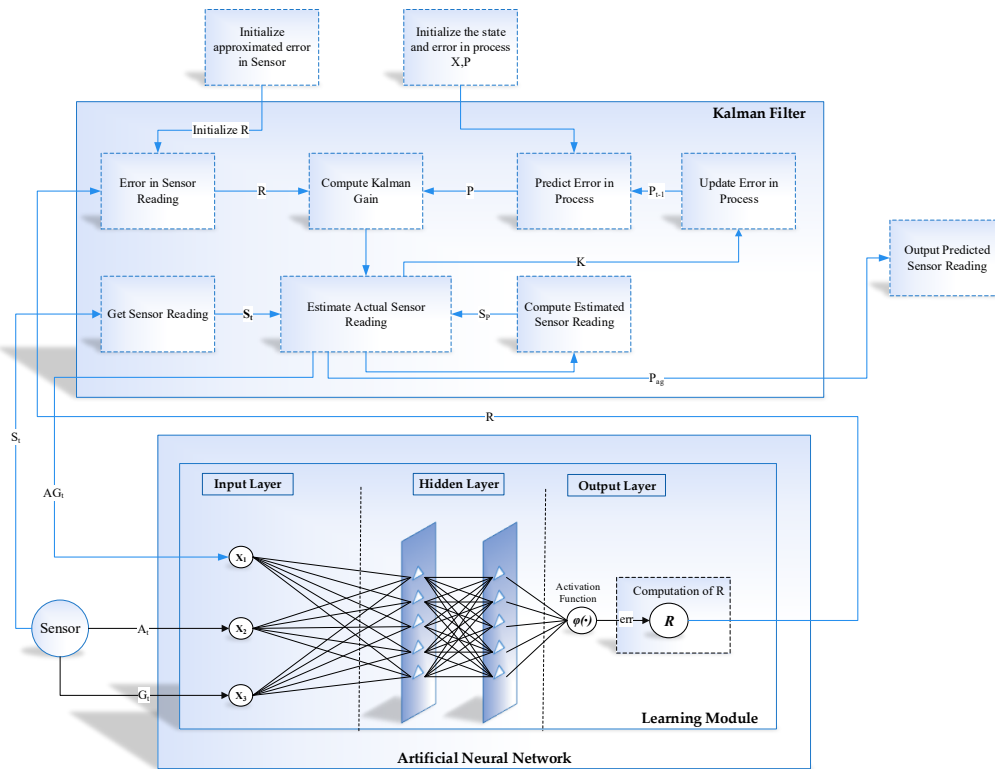 Initialize
approximated error
in Sensor
Initialize the state
and error in process
X,P
Kalman Filter
Initialize R
Error in Sensor
Reading
R
Compute Kalman
Gain
P
Predict Error in
Process
Pt-1
Update Error in
Process
K
Output Predicted
Sensor Reading
Get Sensor Reading
St
Estimate Actual Sensor
Reading
SP
Compute Estimated
Sensor Reading
Pag
R
St
AGt
Input Layer
Hidden Layer
Output Layer
X1
X2
X3
Sensor
At
Gt
Activation
Function
φ(•)
err
Computation of R
R
Learning Module
Artificial Neural Network